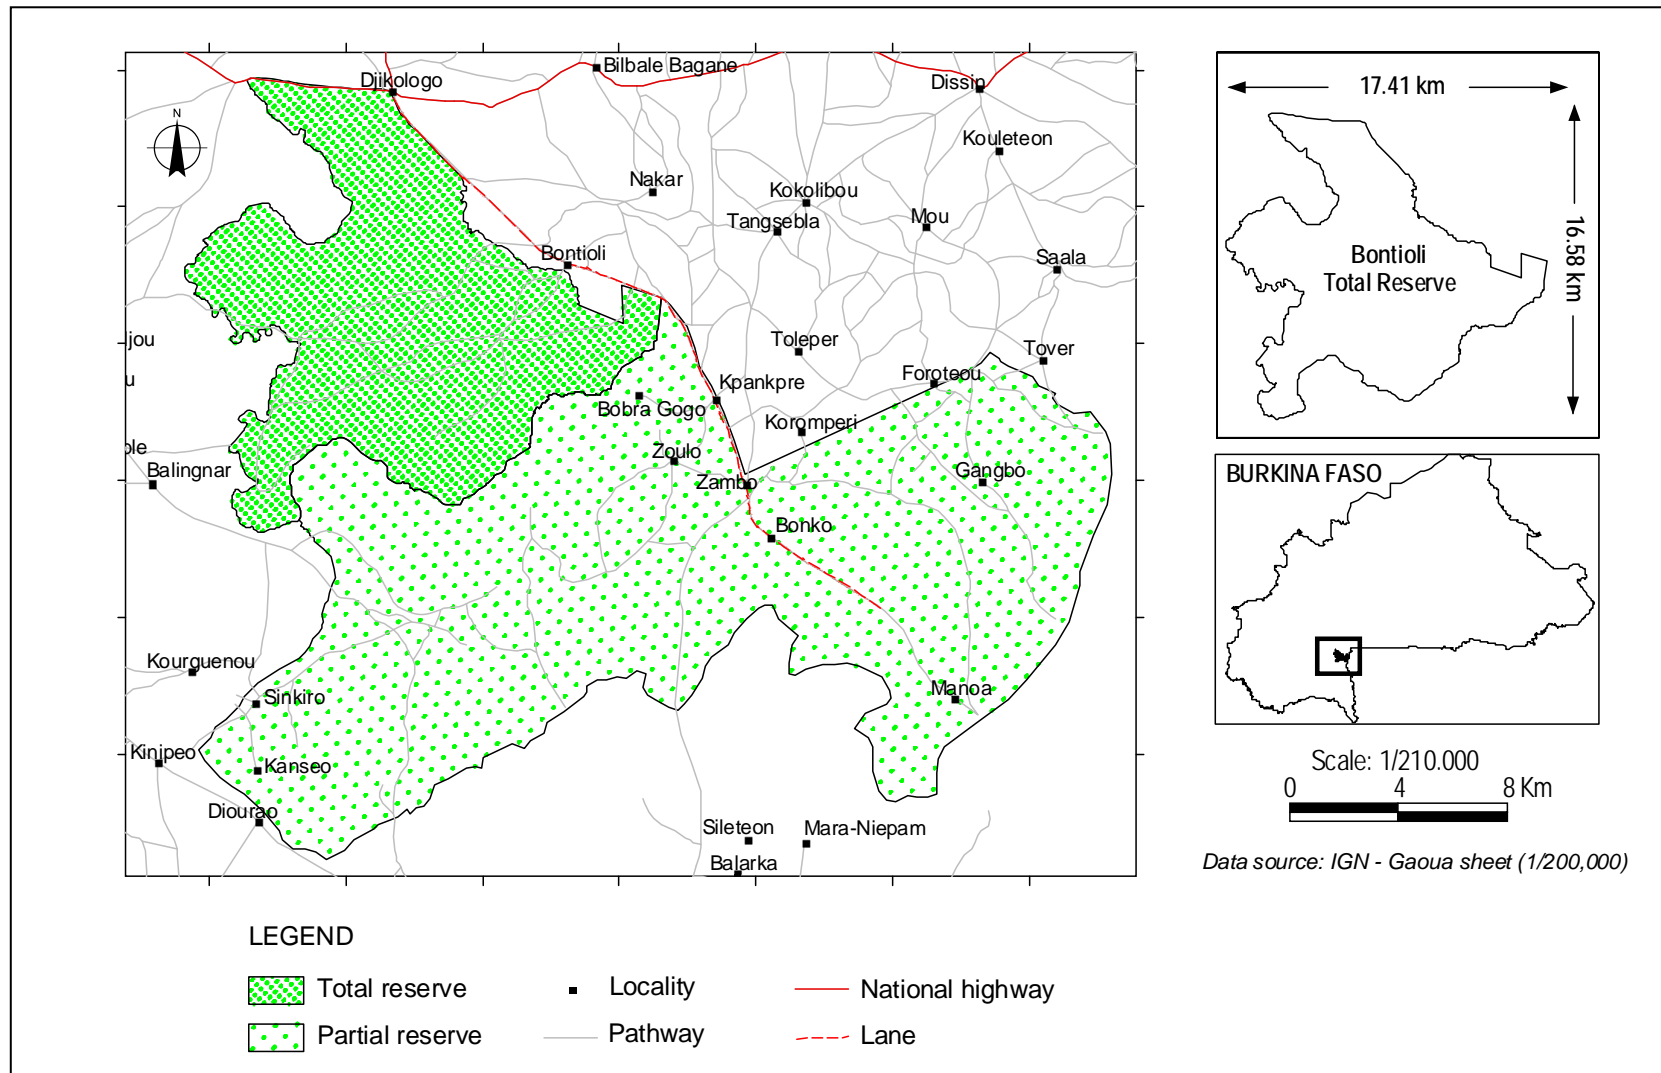 N
Djikologo
Bilbale Bagane
Dissin
Kouleteon
Nakar
Kokolibou
Tangsebla
Mou
Bontioli
Saala
jou
u
Toleper
Tover
Foroteou
Kpankpre
Bobra Gogo
Koromperi
ole
Balingnar
Zoulo
Zambo
Gangbo
Bonko
Kourguenou
Sinkiro
Manoa
Kinipeo
Kanseo
Diourao
Sileteon
Mara-Niepam
Balarka
17.41 km
16.58 km
Bontioli
Total Reserve
BURKINA FASO
Scale: 1/210.000
0 4 8 Km
Data source: IGN - Gaoua sheet (1/200,000)
LEGEND
Total reserve
Locality
National highway
Partial reserve
Pathway
Lane